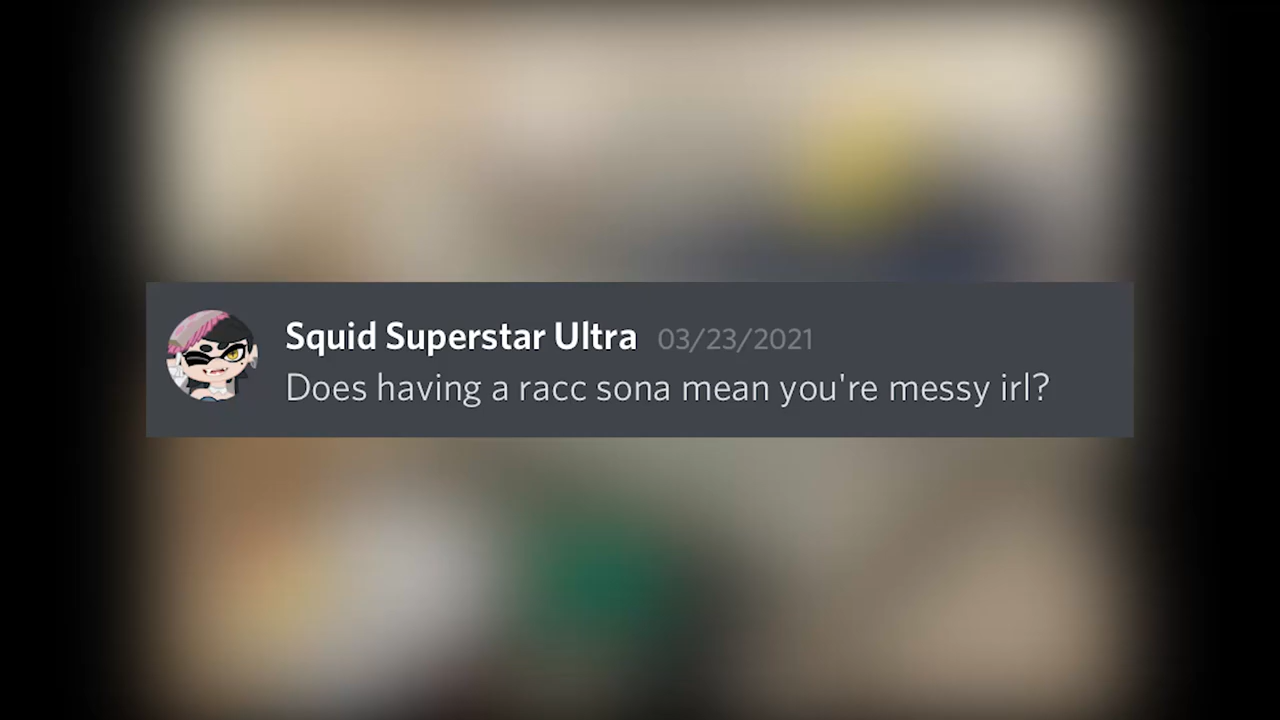 Squid Superstar Ultra 03/23/2021
Does having a racc sona mean you're messy irl?